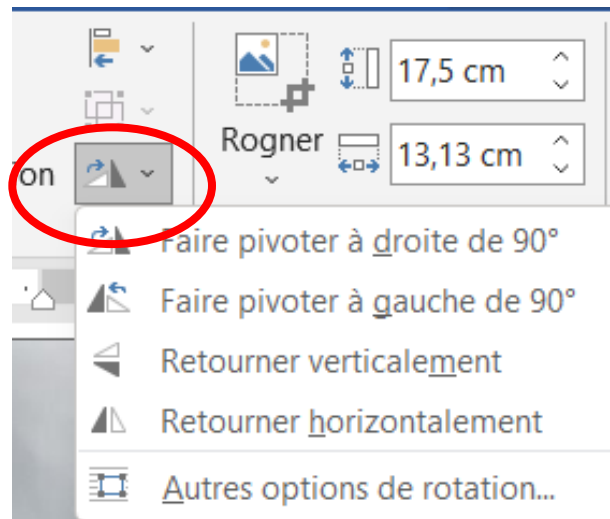 17,5 cm
Rogner
13,13 cm
on
Faire pivoter à droite de 90°
Faire pivoter à gauche de 90°
Retourner verticalement
Retourner horizontalement
Autres options de rotation...